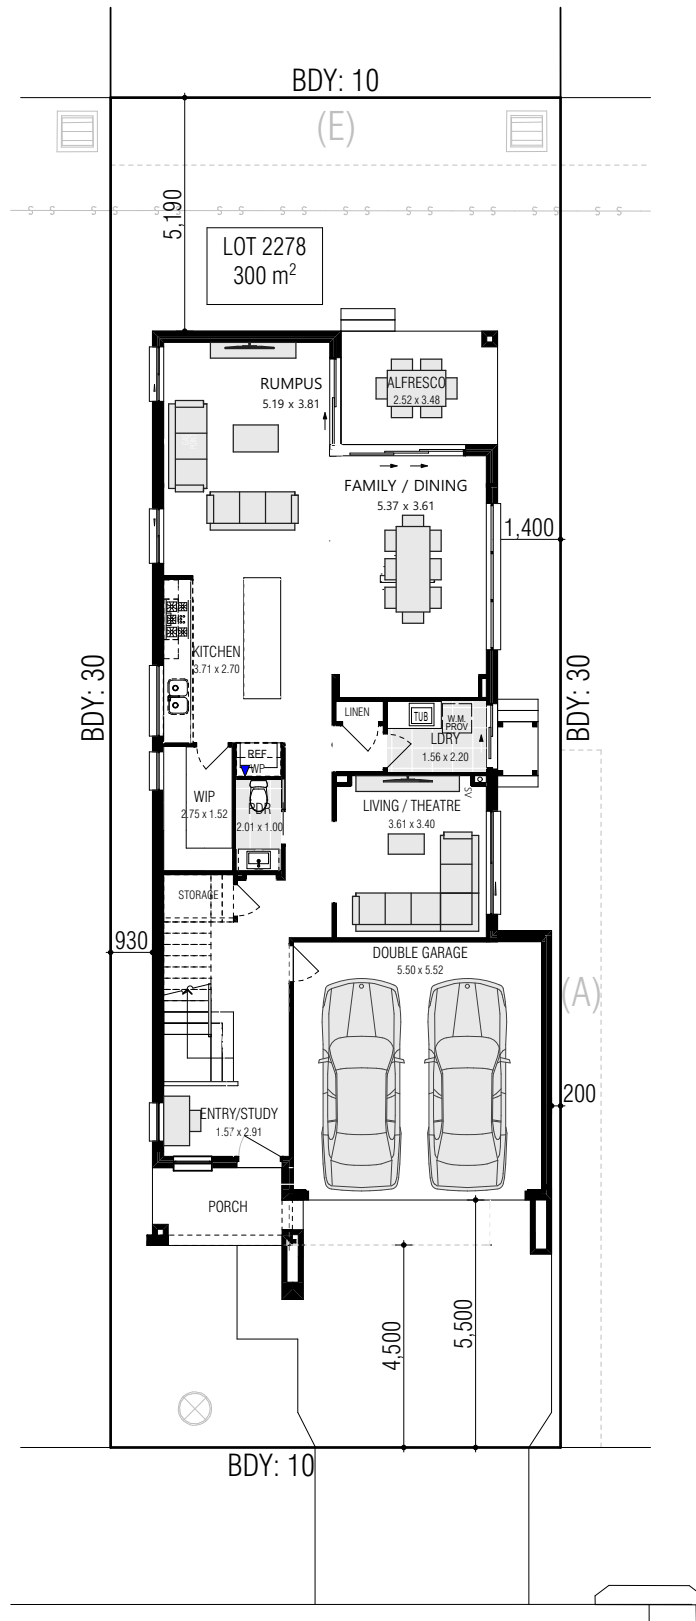 BDY: 10
(E)
S S S S S S S S S S S S S S S
5,190
LOT 2278
300 m²
RUMPUS
5.19 x 3.81
ALFRESCO
2.52 x 3.48
FAMILY / DINING
5.37 x 3.61
1,400
KITCHEN
3.71 x 2.70
BDY: 30
BDY: 30
LINEN
TUB
W.M.
PROV
LDRY
1.56 x 2.20
REF
WP
WIP
2.75 x 1.52
PDR
2.01 x 1.00
LIVING / THEATRE
3.61 x 3.40
SV
STORAGE
930
DOUBLE GARAGE
5.50 x 5.52
(A)
200
ENTRY/STUDY
1.57 x 2.91
PORCH
4,500
5,500
BDY: 10